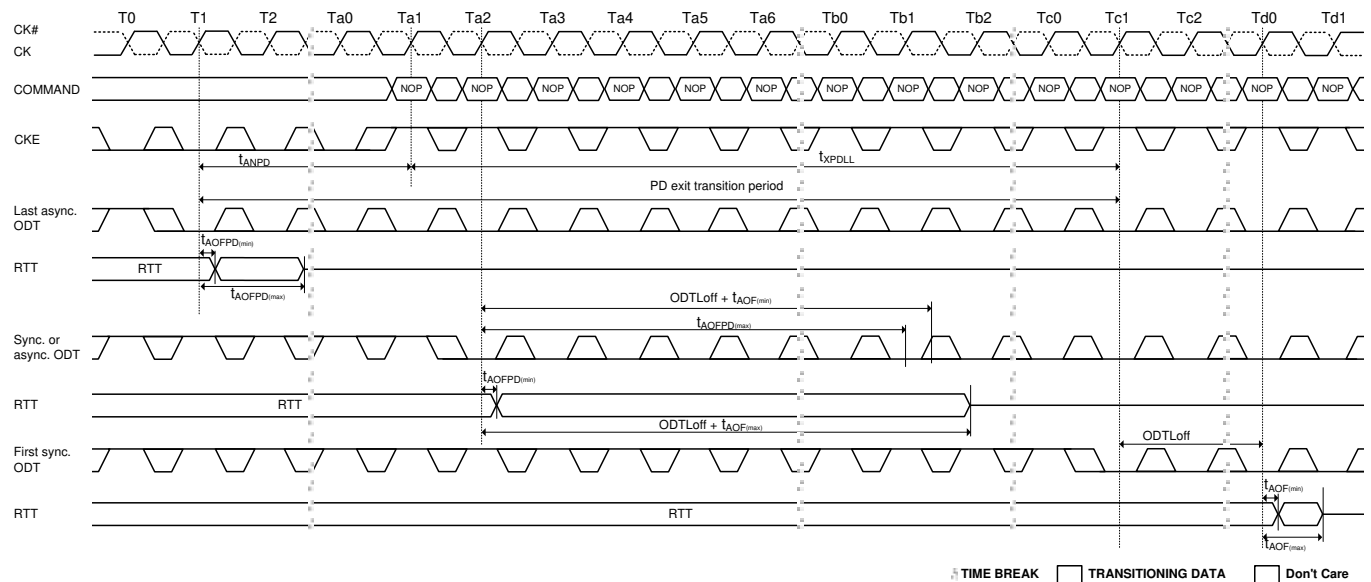 T0 T1 T2 Ta0 Ta1 Ta2 Ta3 Ta4 Ta5 Ta6 Tb0 Tb1 Tb2 Tc0 Tc1 Tc2 Td0 Td1
CK#
CK
COMMAND NOP NOP NOP NOP NOP NOP NOP NOP NOP NOP NOP NOP NOP NOP
CKE
tANPD tXPDLL
PD exit transition period
Last async.
ODT
tAOFPD(min)
RTT RTT
tAOFPD(max)
ODTLoff + tAOF(min)
tAOFPD(max)
Sync. or
async. ODT
tAOFPD(min)
RTT RTT
ODTLoff + tAOF(max)
ODTLoff
First sync.
ODT
tAOF(min)
RTT RTT
tAOF(max)
TIME BREAK TRANSITIONING DATA Don't Care